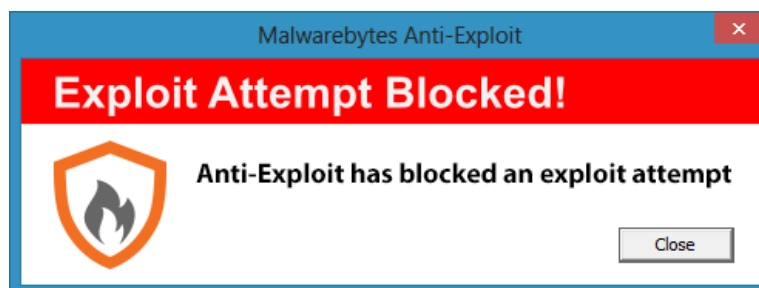 Malwarebytes Anti-Exploit
Exploit Attempt Blocked!
Anti-Exploit has blocked an exploit attempt
Close